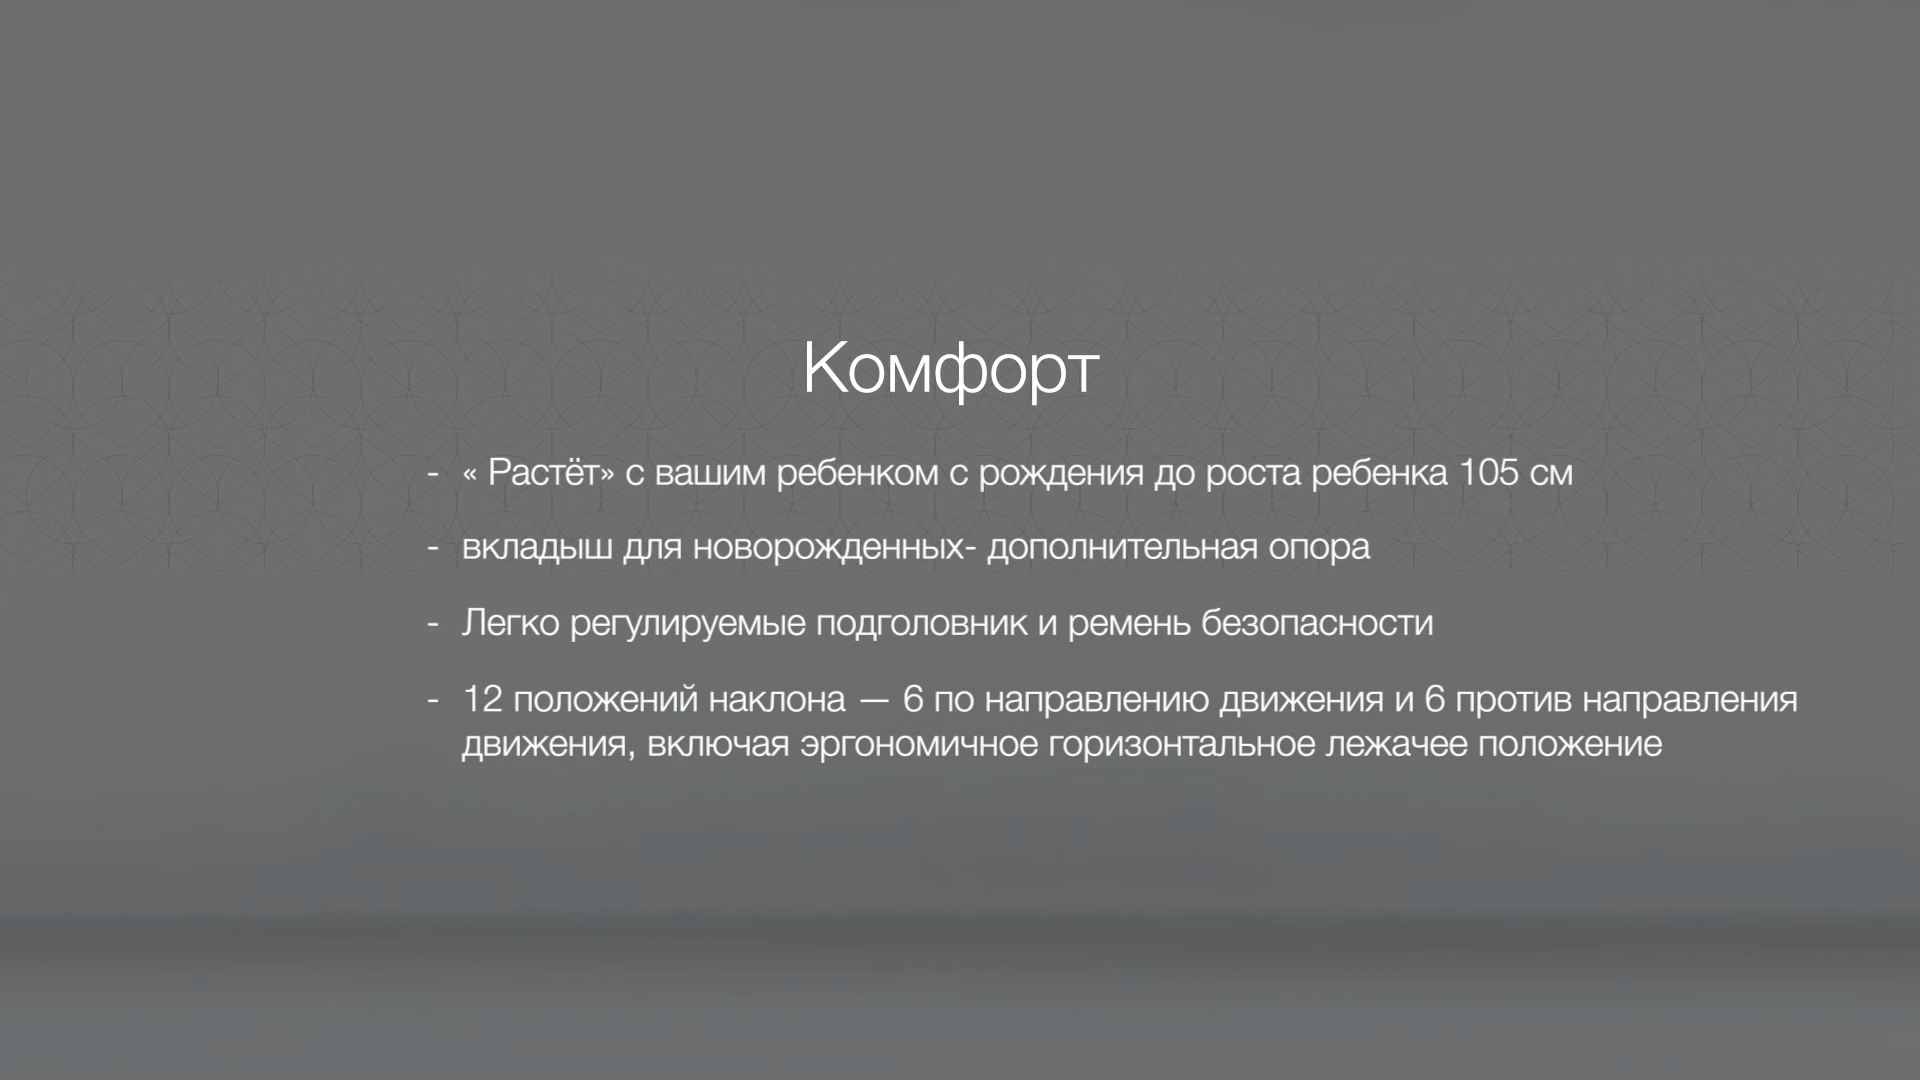 Комфорт
- « Растёт» с вашим ребенком с рождения до роста ребенка 105 см
- вкладыш для новорожденных- дополнительная опора
- Легко регулируемые подголовник и ремень безопасности
- 12 положений наклона — 6 по направлению движения и 6 против направления
движения, включая эргономичное горизонтальное лежачее положение